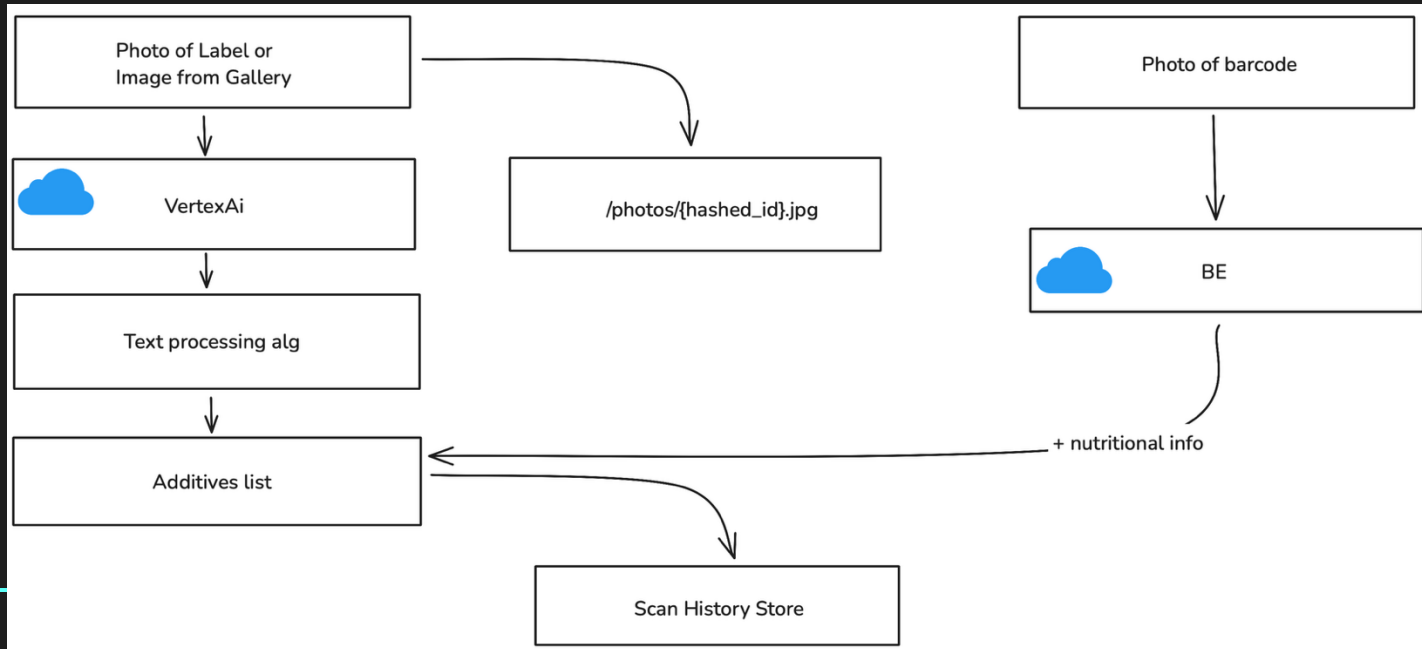 Photo of Label or
Image from Gallery
Photo of barcode
VertexAi
/photos/{hashed_id}.jpg
BE
Text processing alg
+ nutritional info
Additives list
Scan History Store